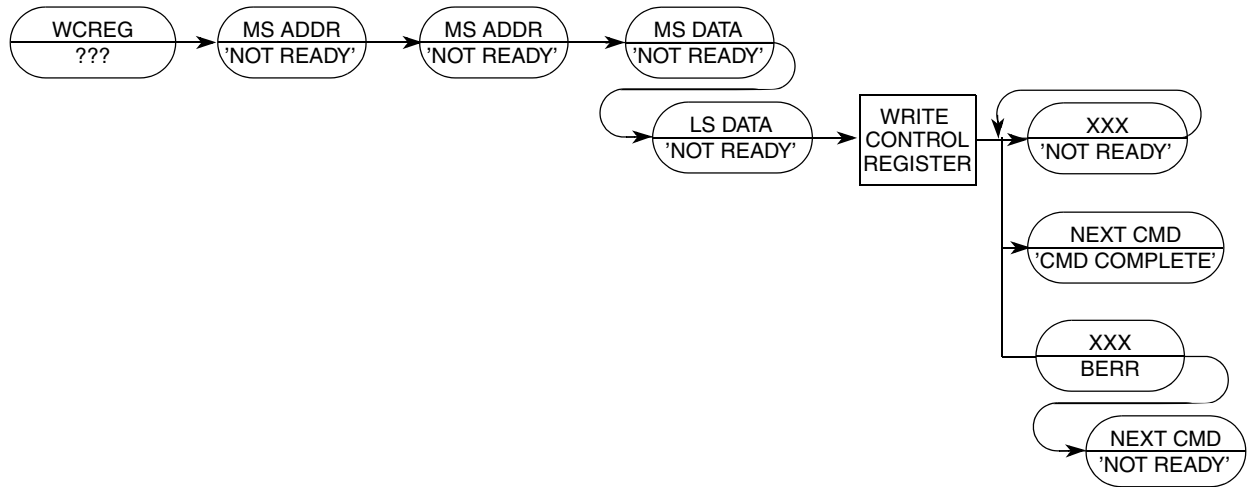 WCREG
???
MS ADDR
'NOT READY'
MS ADDR
'NOT READY'
MS DATA
'NOT READY'
LS DATA
'NOT READY'
WRITE
CONTROL
REGISTER
XXX
'NOT READY'
NEXT CMD
'CMD COMPLETE'
XXX
BERR
NEXT CMD
'NOT READY'